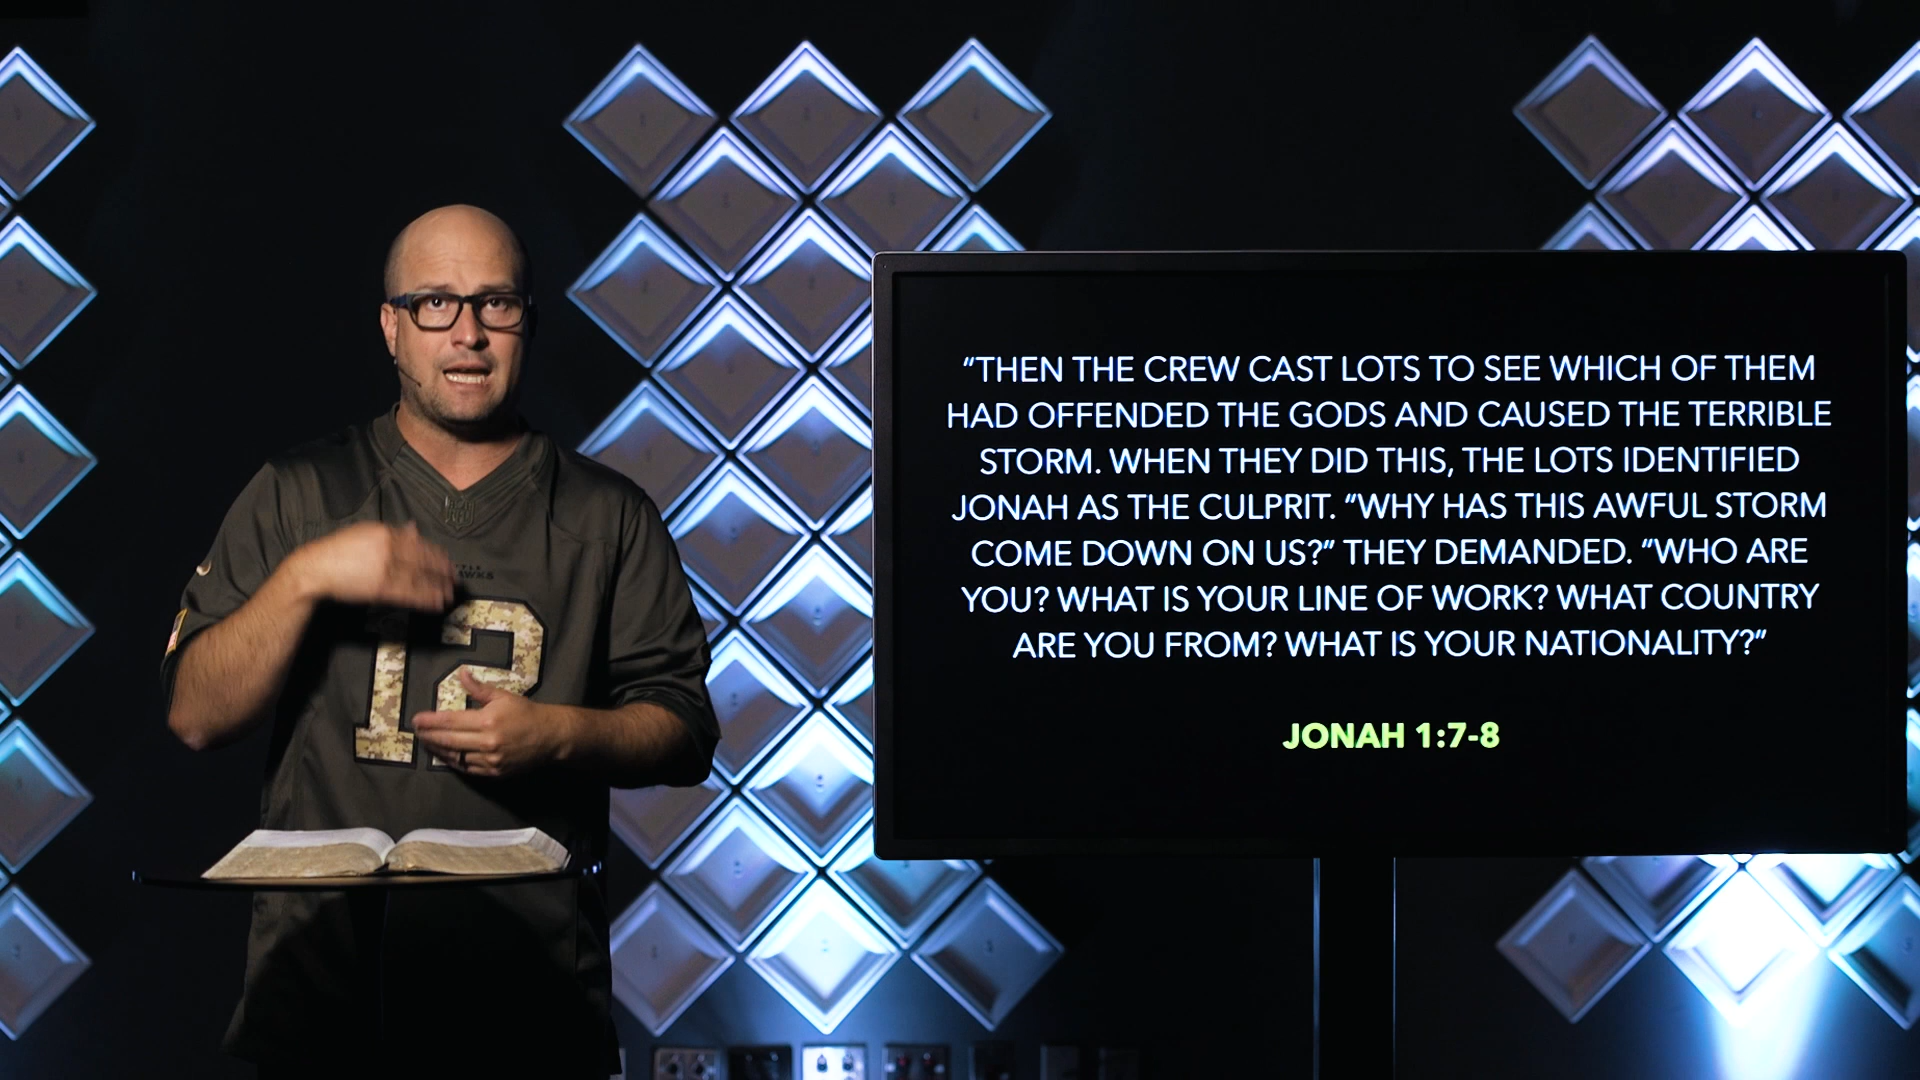 “THEN THE CREW CAST LOTS TO SEE WHICH OF THEM
HAD OFFENDED THE GODS AND CAUSED THE TERRIBLE
STORM. WHEN THEY DID THIS, THE LOTS IDENTIFIED
JONAH AS THE CULPRIT. “WHY HAS THIS AWFUL STORM
COME DOWN ON US?” THEY DEMANDED. “WHO ARE
YOU? WHAT IS YOUR LINE OF WORK? WHAT COUNTRY
ARE YOU FROM? WHAT IS YOUR NATIONALITY?”
JONAH 1:7-8
12